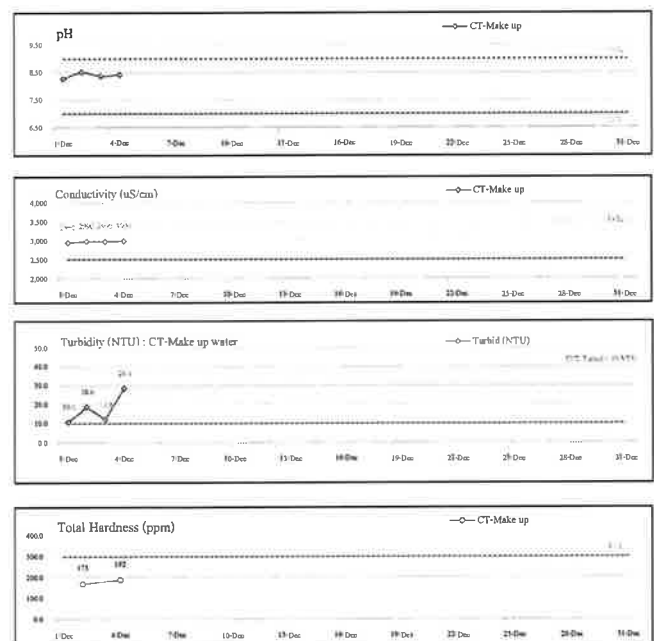 pH
CT-Make up
9.50
8.50
7.50
6.50
1-Dec 4-Dec 7-Dec 10-Dec 13-Dec 16-Dec 19-Dec 22-Dec 25-Dec 28-Dec 31-Dec
Conductivity (uS/cm)
CT-Make up
4,000
3,500
3,000
2,500
2,000
1-Dec 4-Dec 7-Dec 10-Dec 13-Dec 16-Dec 19-Dec 22-Dec 25-Dec 28-Dec 31-Dec
Turbidity (NTU) : CT-Make up water
Turbid (NTU)
50.0
40.0
30.0
20.0
10.0
0.0
1-Dec 4-Dec 7-Dec 10-Dec 13-Dec 16-Dec 19-Dec 22-Dec 25-Dec 28-Dec 31-Dec
Total Hardness (ppm)
CT-Make up
400.0
300.0
200.0
100.0
0.0
175 192
1-Dec 4-Dec 7-Dec 10-Dec 13-Dec 16-Dec 19-Dec 22-Dec 25-Dec 28-Dec 31-Dec